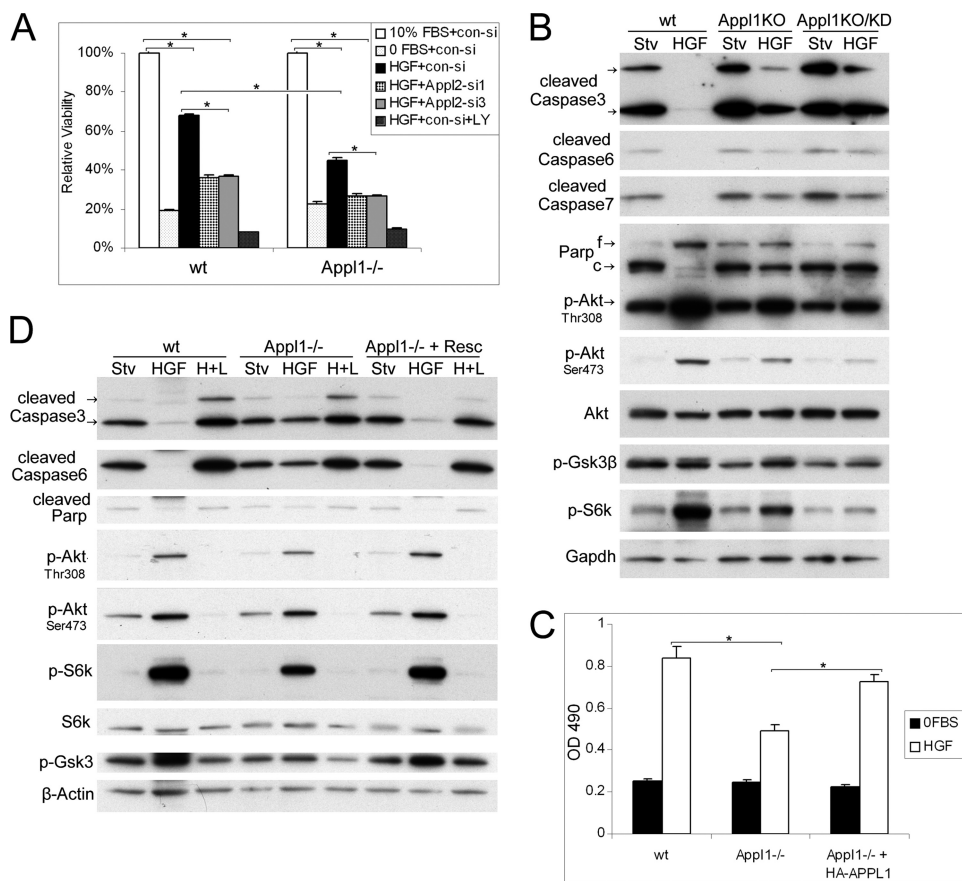 A
10% FBS+con-si
0 FBS+con-si
HGF+con-si
HGF+Appl2-si1
HGF+Appl2-si3
HGF+con-si+LY
Relative Viability
100%
80%
60%
40%
20%
0%
* *
* *
*
*
*
wt
Appl1-/-
B
wt Appl1KO Appl1KO/KD
Stv HGF Stv HGF Stv HGF
cleaved
Caspase3
→
→
cleaved
Caspase6
cleaved
Caspase7
Parp
f→
c→
p-Akt→
Thr308
p-Akt
Ser473
Akt
p-Gsk3β
p-S6k
Gapdh
D
wt Appl1-/- Appl1-/- + Resc
Stv HGF H+L Stv HGF H+L Stv HGF H+L
cleaved
Caspase3
→
→
cleaved
Caspase6
cleaved
Parp
p-Akt
Thr308
p-Akt
Ser473
p-S6k
S6k
p-Gsk3
β-Actin
C
OD 490
1
0.8
0.6
0.4
0.2
0
*
*
0FBS
HGF
wt
Appl1-/-
Appl1-/- +
HA-APPL1